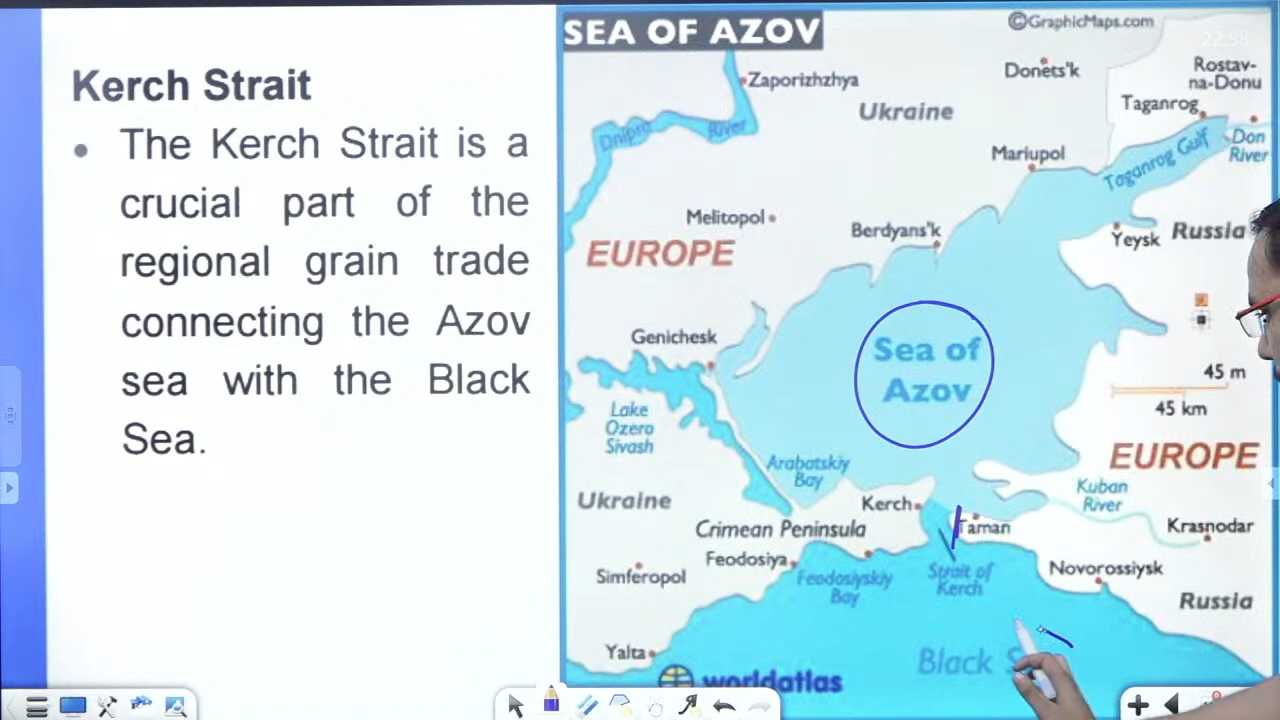 Kerch Strait
• The Kerch Strait is a
crucial part of the
regional grain trade
connecting the Azov
sea with the Black
Sea.
SEA OF AZOV
©GraphicMaps.com
22:58
Zaporizhzhya
Donets'k
Rostav-
na-Donu
Ukraine
Taganrog
Dnipro River
Mariupol
Taganrog Gulf
Don
River
Melitopol
Berdyans'k
Yeysk
Russia
EUROPE
Genichesk
Sea of
Azov
45 m
45 km
Lake
Ozero
Sivash
Arabatskiy
Bay
EUROPE
Kuban
River
Ukraine
Kerch
Taman
Krasnodar
Crimean Peninsula
Feodosiya
Simferopol
Feodosiyskiy
Bay
Strait of
Kerch
Novorossiysk
Russia
Yalta
Black S
worldatlas